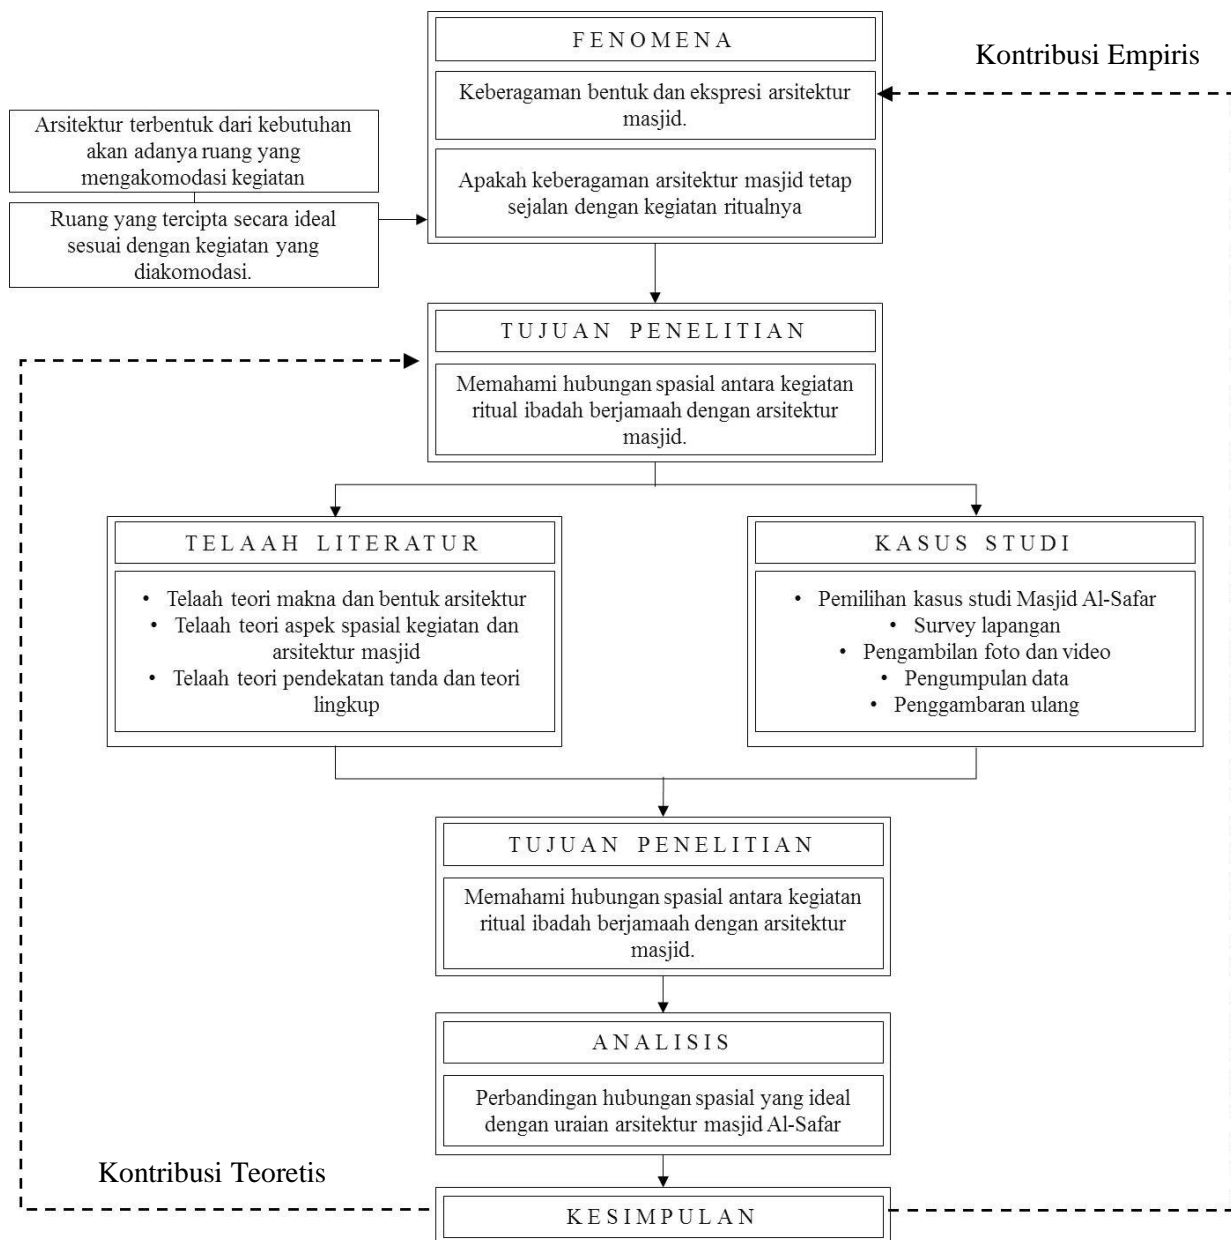 FENOMENA
Kontribusi Empiris
Keberagaman bentuk dan ekspresi arsitektur
masjid.
Arsitektur terbentuk dari kebutuhan
akan adanya ruang yang
mengakomodasi kegiatan
Apakah keberagaman arsitektur masjid tetap
sejalan dengan kegiatan ritualnya
Ruang yang tercipta secara ideal
sesuai dengan kegiatan yang
diakomodasi.
TUJUAN PENELITIAN
Memahami hubungan spasial antara kegiatan
ritual ibadah berjamaah dengan arsitektur
masjid.
TELAAH LITERATUR
• Telaah teori makna dan bentuk arsitektur
• Telaah teori aspek spasial kegiatan dan
arsitektur masjid
• Telaah teori pendekatan tanda dan teori
lingkup
KASUS STUDI
• Pemilihan kasus studi Masjid Al-Safar
• Survey lapangan
• Pengambilan foto dan video
• Pengumpulan data
• Penggambaran ulang
TUJUAN PENELITIAN
Memahami hubungan spasial antara kegiatan
ritual ibadah berjamaah dengan arsitektur
masjid.
ANALISIS
Perbandingan hubungan spasial yang ideal
dengan uraian arsitektur masjid Al-Safar
Kontribusi Teoretis
KESIMPULAN